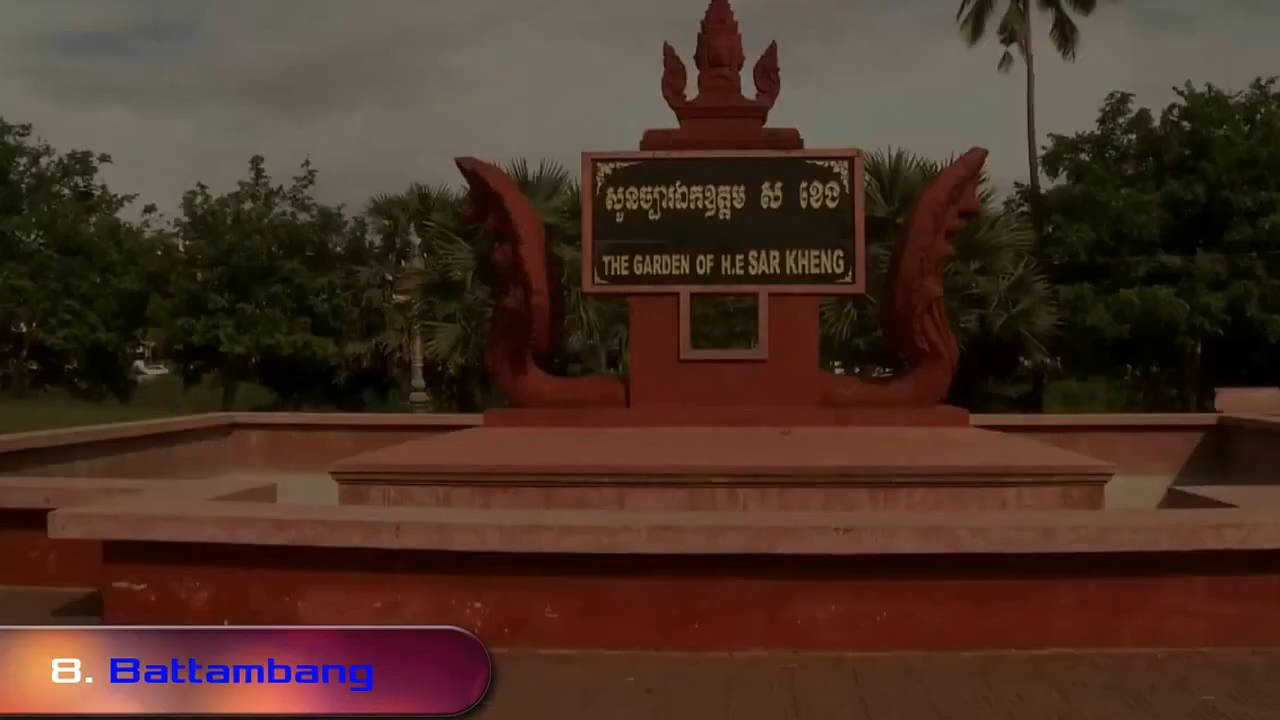 សួនច្បារឯកឧត្តម ស ខេង
THE GARDEN OF H.E SAR KHENG
8. Battambang